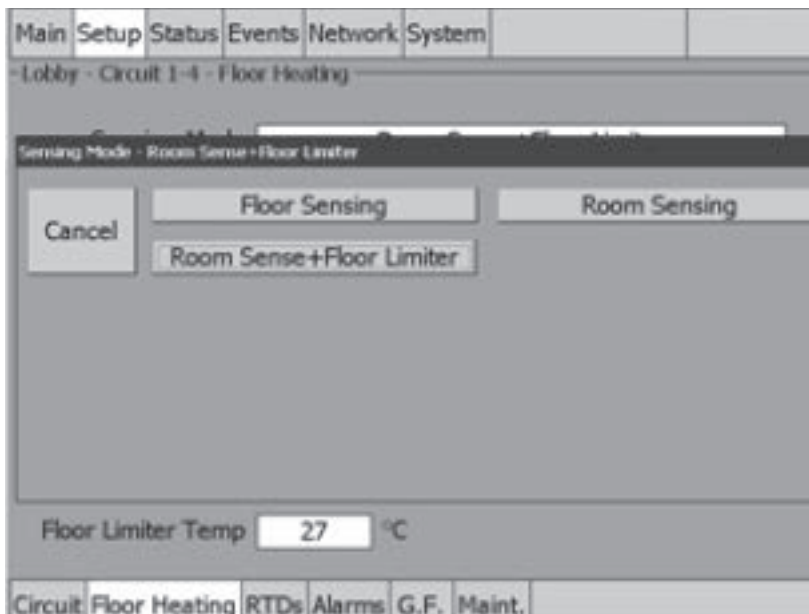 Main Setup Status Events Network System
Lobby - Circuit 1-4 - Floor Heating
Sensing Mode - Room Sense+Floor Limiter
Cancel
Floor Sensing
Room Sensing
Room Sense+Floor Limiter
Floor Limiter Temp 27 °C
Circuit Floor Heating RTDs Alarms G.F. Maint.